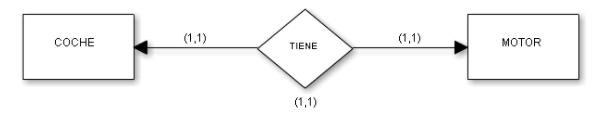 COCHE
(1,1)
TIENE
(1,1)
MOTOR
(1,1)